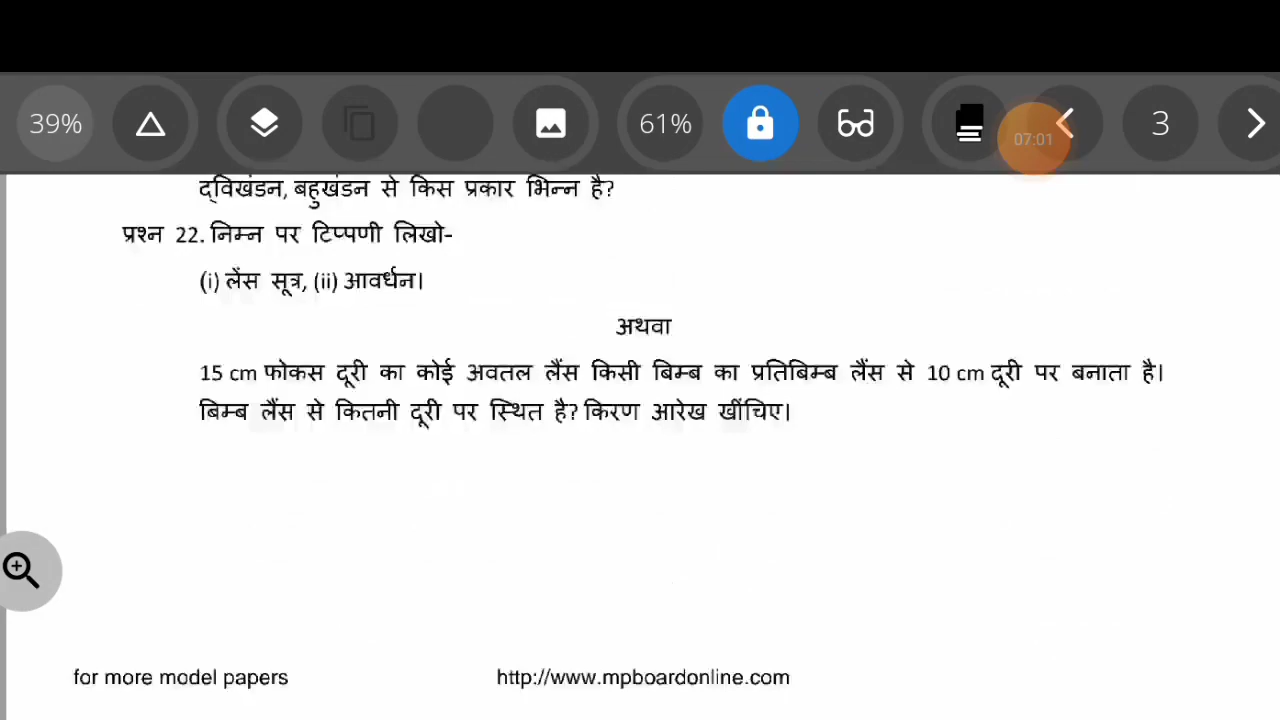 39%
61%
07:01
3
द्विखंडन, बहुखंडन से किस प्रकार भिन्न है?
प्रश्न 22. निम्न पर टिप्पणी लिखो-
(i) लेंस सूत्र, (ii) आवर्धन।
अथवा
15 cm फोकस दूरी का कोई अवतल लैंस किसी बिम्ब का प्रतिबिम्ब लैंस से 10 cm दूरी पर बनाता है।
बिम्ब लैंस से कितनी दूरी पर स्थित है? किरण आरेख खींचिए।
for more model papers http://www.mpboardonline.com